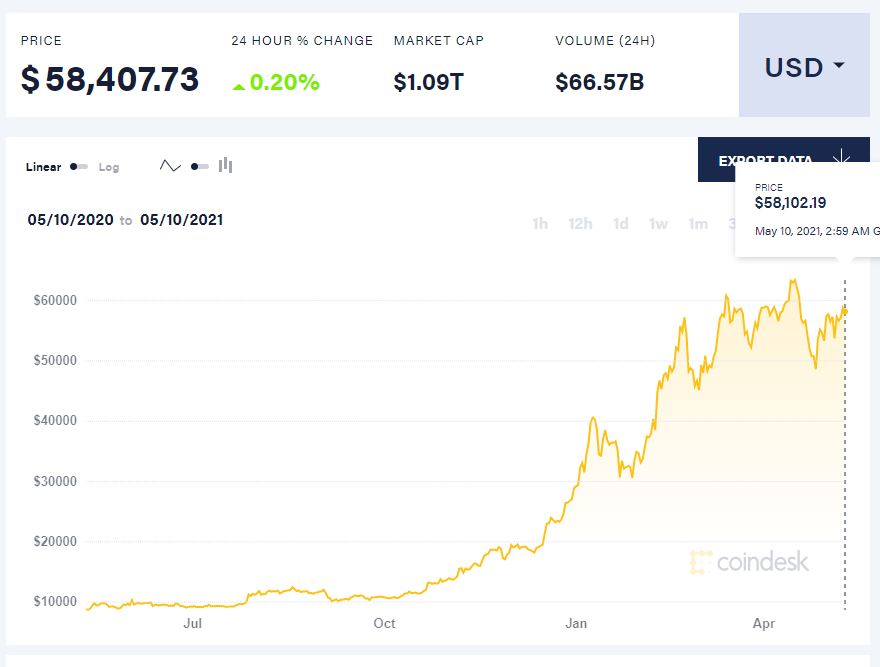 PRICE 24 HOUR % CHANGE MARKET CAP VOLUME (24H)
$58,407.73 0.20% $1.09T $66.57B USD
Linear Log EXPORT DATA
PRICE
$58,102.19
May 10, 2021, 2:59 AM G
05/10/2020 to 05/10/2021 1h 12h 1d 1w 1m 3
$60000
$50000
$40000
$30000
$20000
coindesk
$10000
Jul Oct Jan Apr